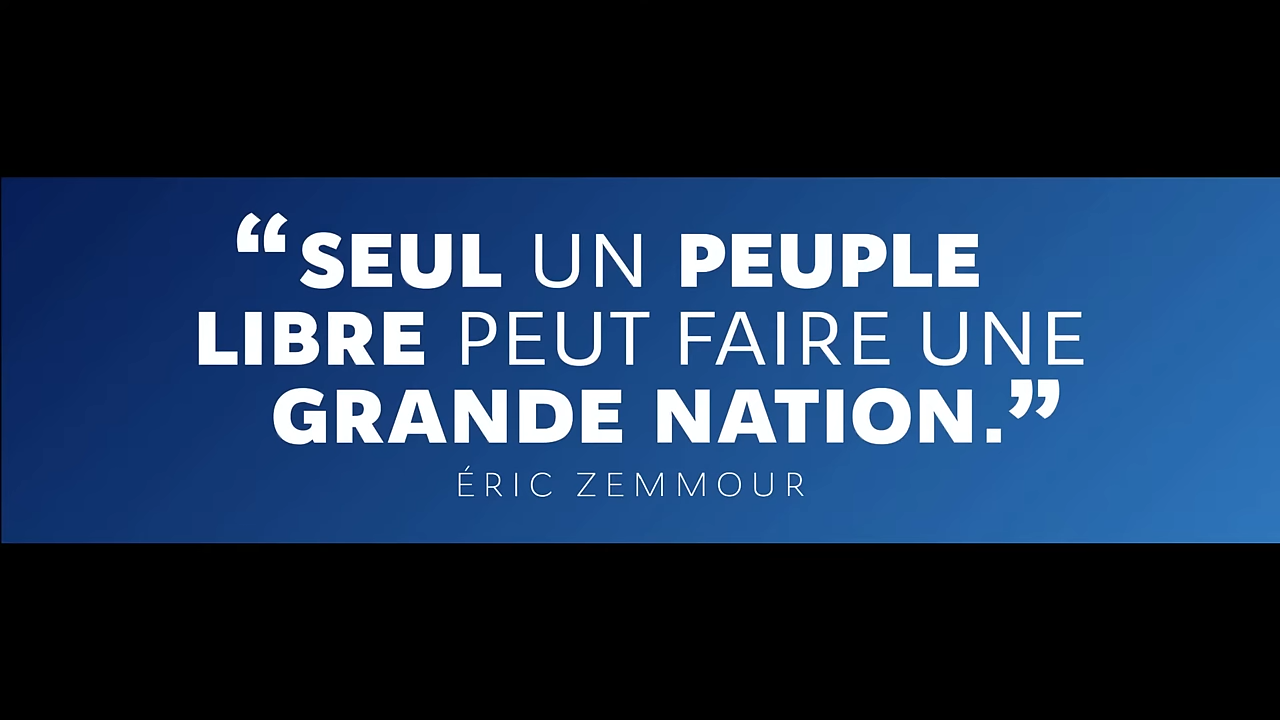 “SEUL UN PEUPLE
LIBRE PEUT FAIRE UNE
GRANDE NATION.”
ÉRIC ZEMMOUR